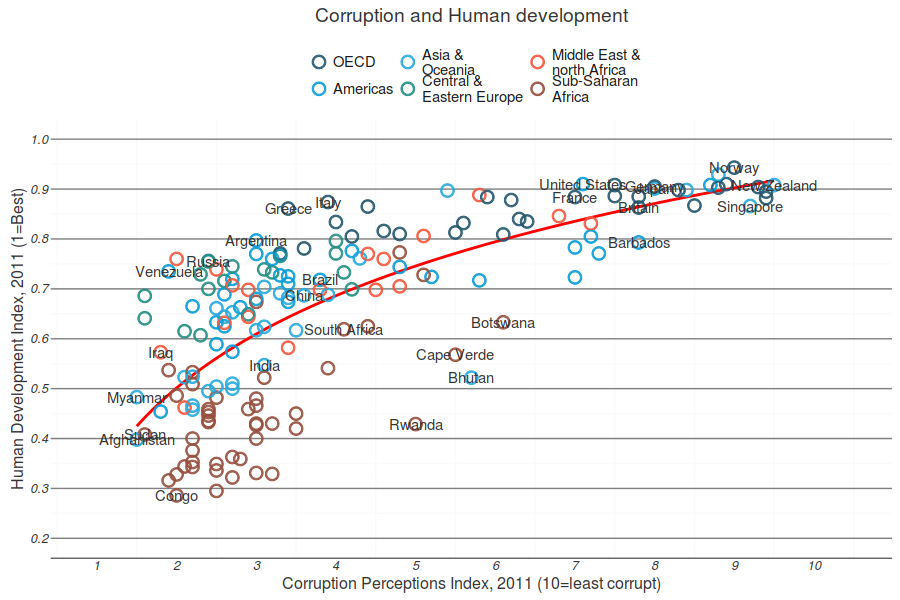 Corruption and Human development
OECD
Asia &
Oceania
Middle East &
north Africa
Americas
Central &
Eastern Europe
Sub-Saharan
Africa
Human Development Index, 2011 (1=Best)
1.0
0.9
0.8
0.7
0.6
0.5
0.4
0.3
0.2
Norway
United States
Germany
Japan
New Zealand
France
Britain
Singapore
Italy
Greece
Argentina
Barbados
Russia
Venezuela
Brazil
China
South Africa
Botswana
Iraq
Cape Verde
India
Bhutan
Myanmar
Rwanda
Sudan
Afghanistan
Congo
1 2 3 4 5 6 7 8 9 10
Corruption Perceptions Index, 2011 (10=least corrupt)